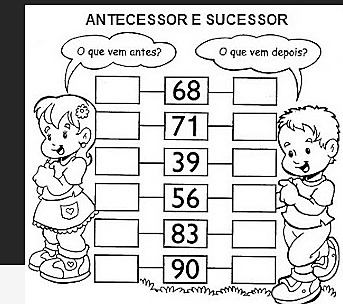 ANTECESSOR E SUCESSOR
O que vem antes?
O que vem depois?
68
71
39
56
83
90